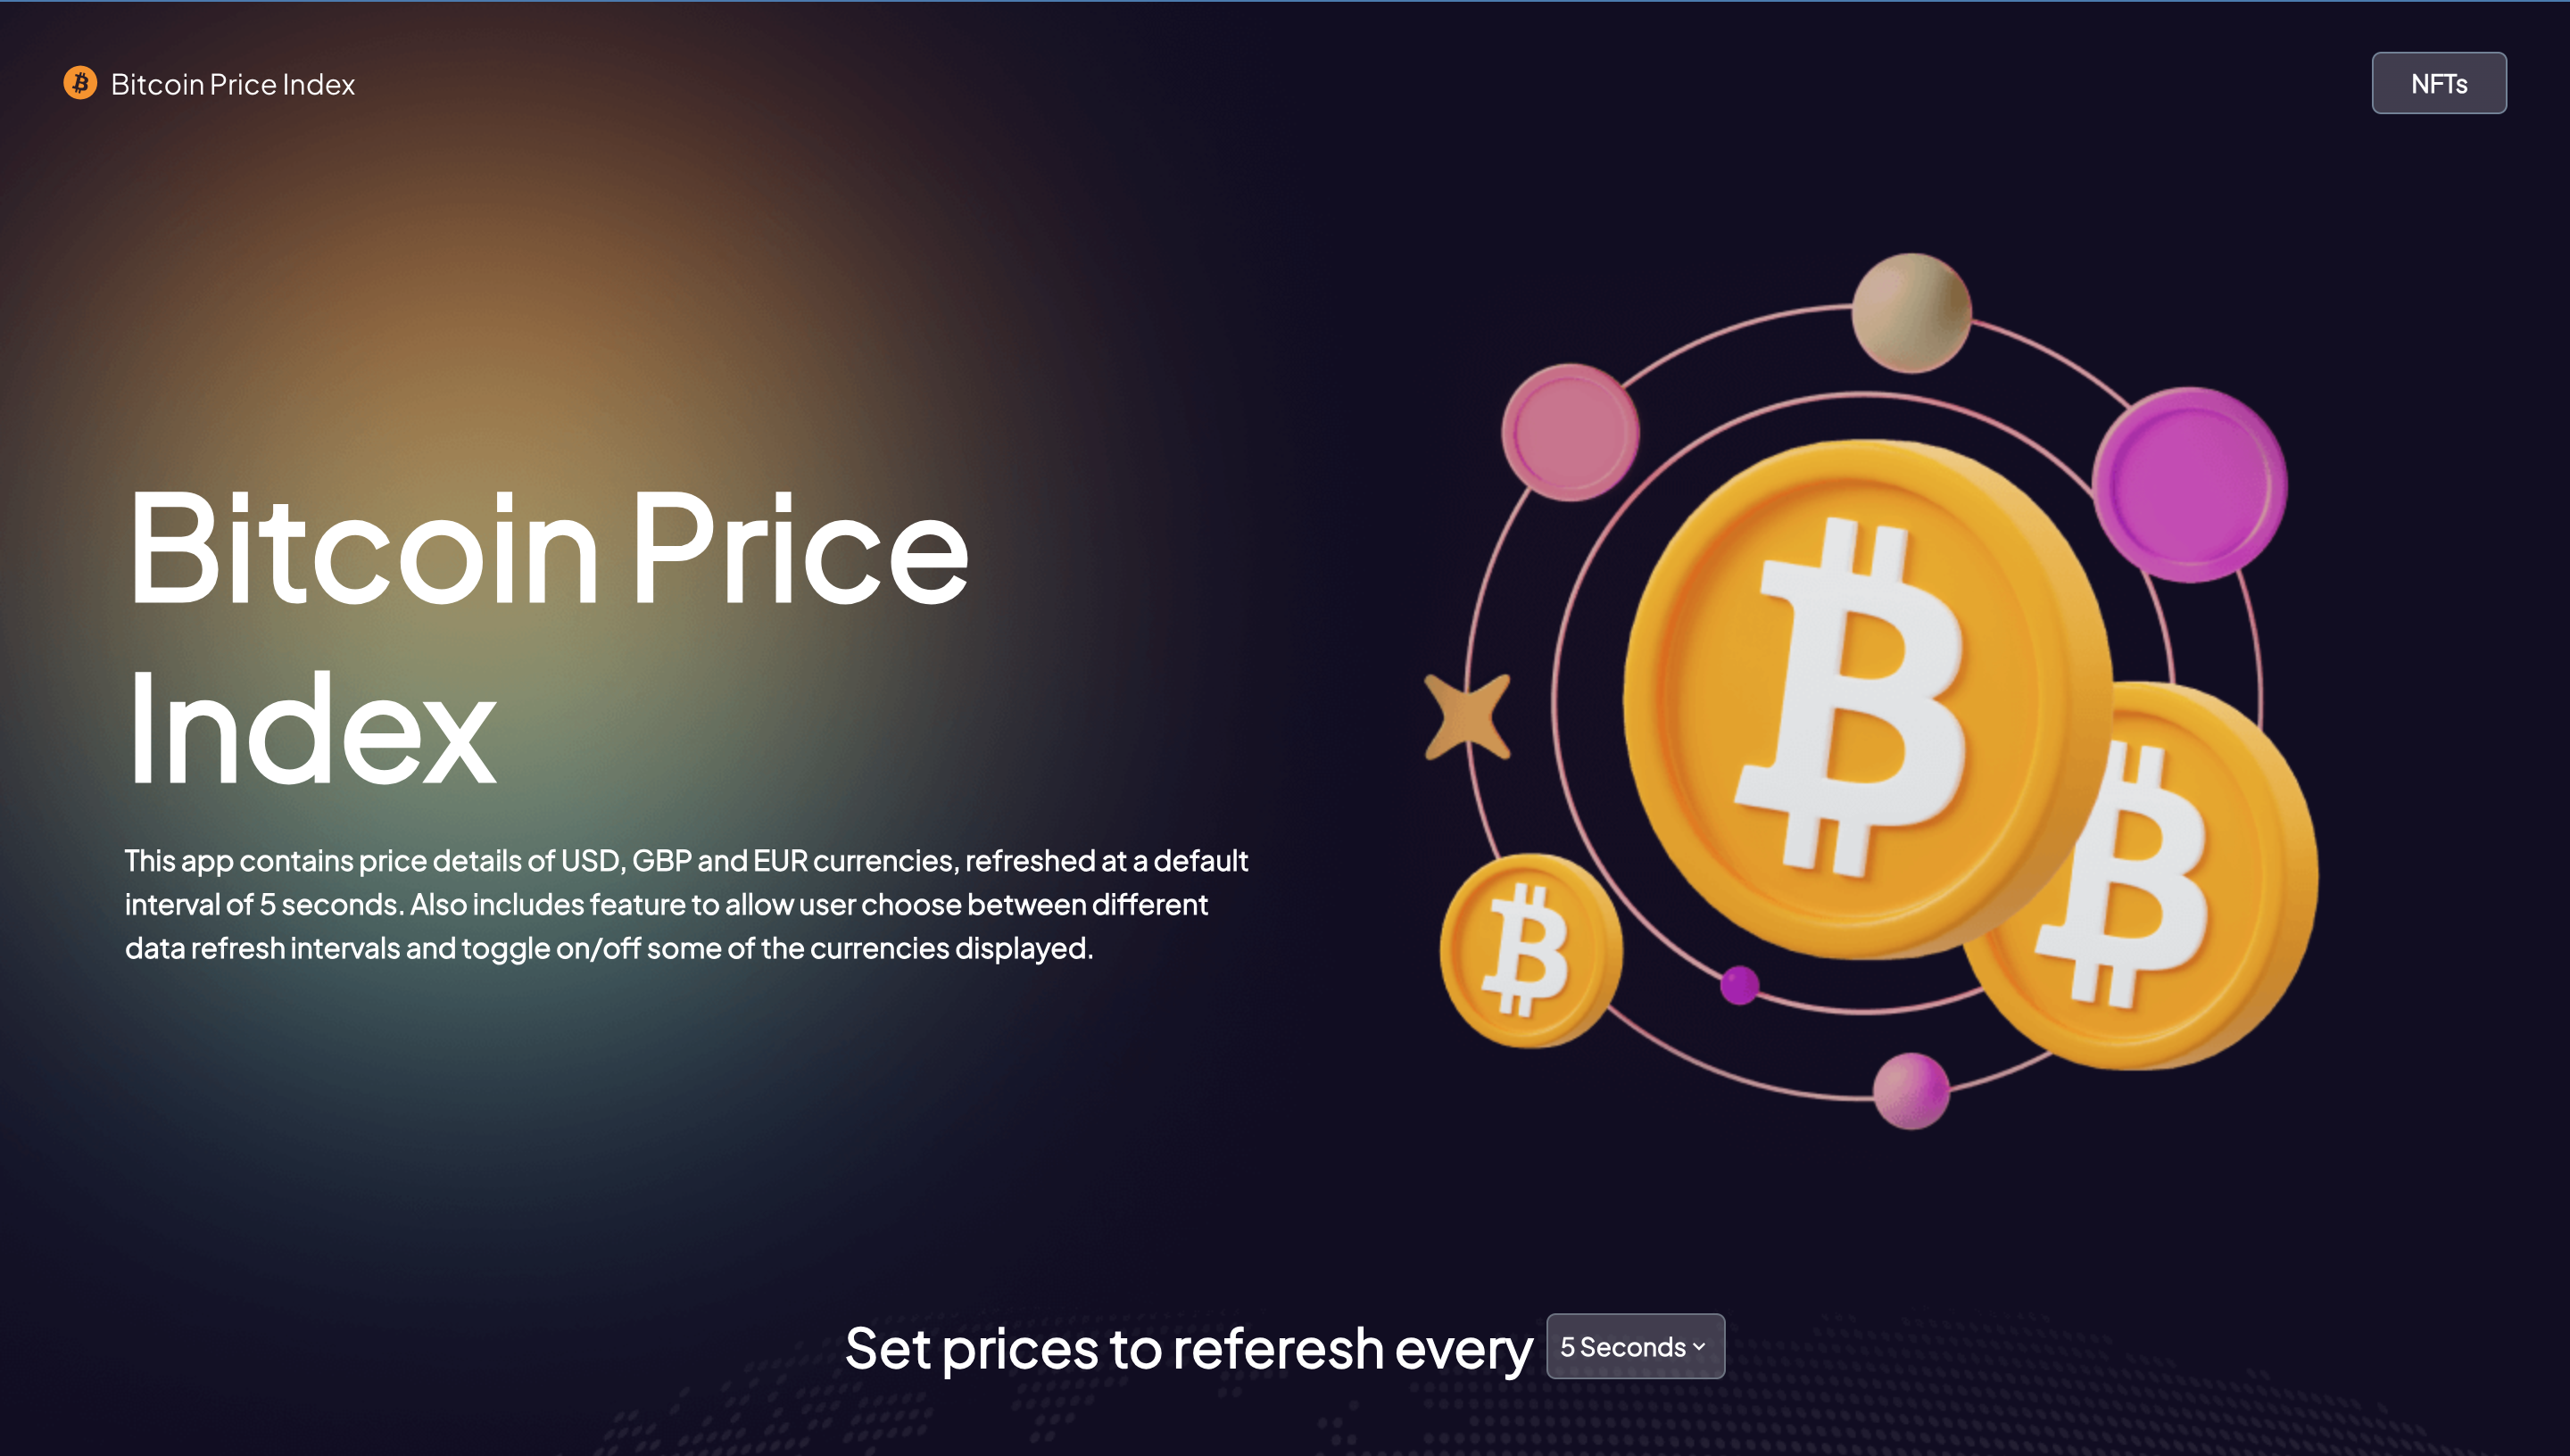 Bitcoin Price Index
NFTs
Bitcoin Price
Index
This app contains price details of USD, GBP and EUR currencies, refreshed at a default
interval of 5 seconds. Also includes feature to allow user choose between different
data refresh intervals and toggle on/off some of the currencies displayed.
Set prices to referesh every 5 Seconds